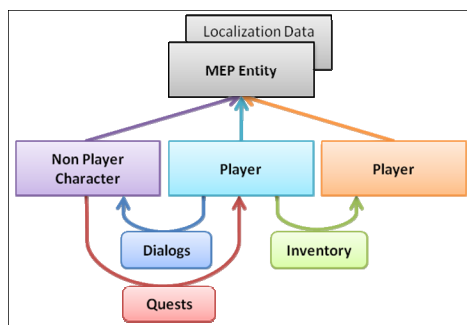 Localization Data
MEP Entity
Non Player
Character
Player
Player
Dialogs
Inventory
Quests